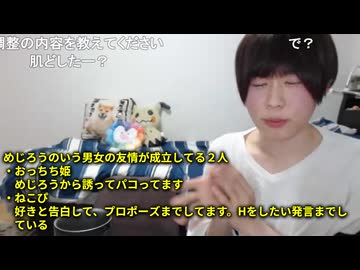 調整の内容を教えてください
で？
肌どしたー？
めじろうのいう男女の友情が成立してる２人
・おっちち姫
めじろうから誘ってパコってます
・ねこび
好きと告白して、プロポーズまでしてます。Hをしたい発言までし
ている